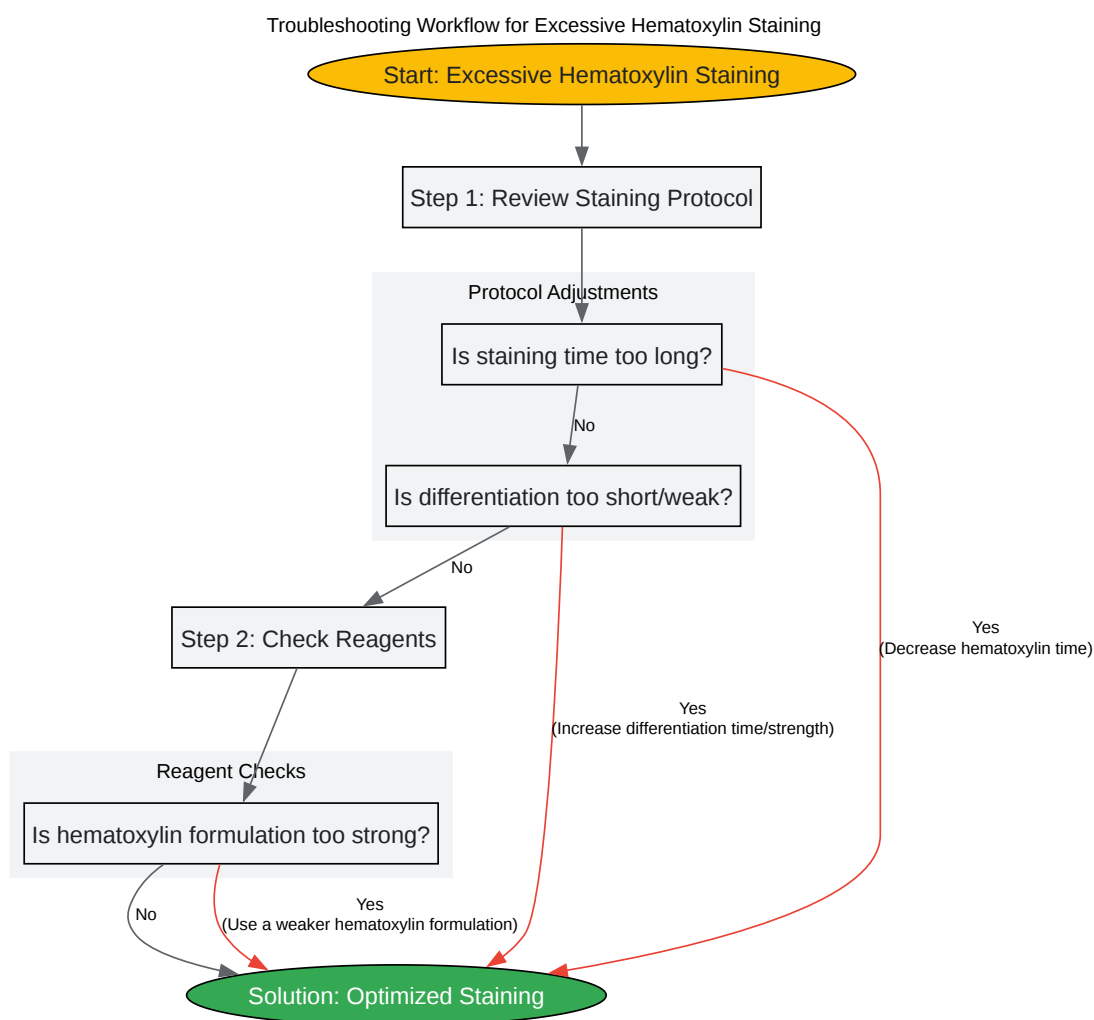 Troubleshooting Workflow for Excessive Hematoxylin Staining
Start: Excessive Hematoxylin Staining
Step 1: Review Staining Protocol
Protocol Adjustments
Is staining time too long?
No
Is differentiation too short/weak?
No
Step 2: Check Reagents
Yes
(Decrease hematoxylin time)
Yes
(Increase differentiation time/strength)
Reagent Checks
Is hematoxylin formulation too strong?
No
Yes
(Use a weaker hematoxylin formulation)
Solution: Optimized Staining